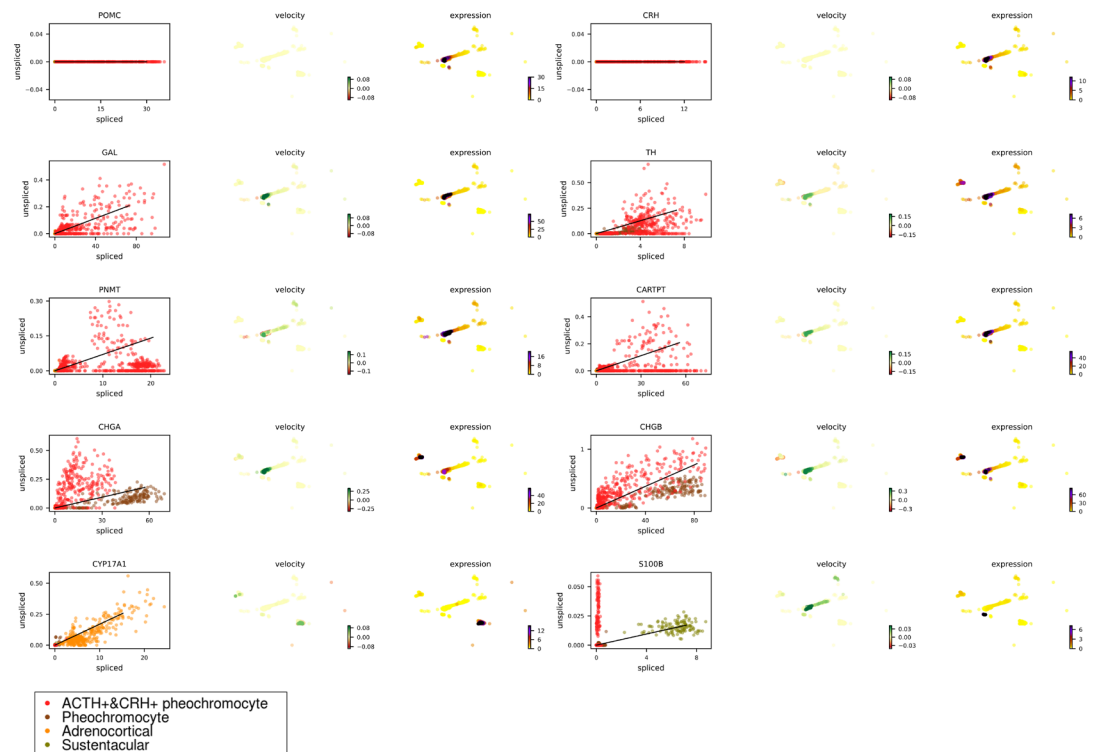 POMC velocity expression CRH velocity expression
unspliced 0.04 0.00 −0.04 0.08 0.00 −0.08 30 15 0 unspliced 0.04 0.00 −0.04 0.08 0.00 −0.08 10 5 0
0 15 30 0 6 12
spliced spliced
GAL velocity expression TH velocity expression
unspliced 0.4 0.2 0.0 0.08 0.00 −0.08 50 25 0 unspliced 0.50 0.25 0.00 0.15 0.00 −0.15 6 3 0
0 40 80 0 4 8
spliced spliced
PNMT velocity expression CARTPT velocity expression
unspliced 0.30 0.15 0.00 0.1 0.0 −0.1 16 8 0 unspliced 0.4 0.2 0.0 0.15 0.00 −0.15 40 20 0
0 10 20 0 30 60
spliced spliced
CHGA velocity expression CHGB velocity expression
unspliced 0.50 0.25 0.00 0.25 0.00 −0.25 40 20 0 unspliced 1 0 0.3 0.0 −0.3 60 30 0
0 30 60 0 40 80
spliced spliced
CYP17A1 velocity expression S100B velocity expression
unspliced 0.50 0.25 0.00 0.08 0.00 −0.08 12 6 0 unspliced 0.050 0.025 0.000 0.03 0.00 −0.03 6 3 0
0 10 20 0 4 8
spliced spliced
ACTH+&CRH+ pheochromocyte
Pheochromocyte
Adrenocortical
Sustentacular